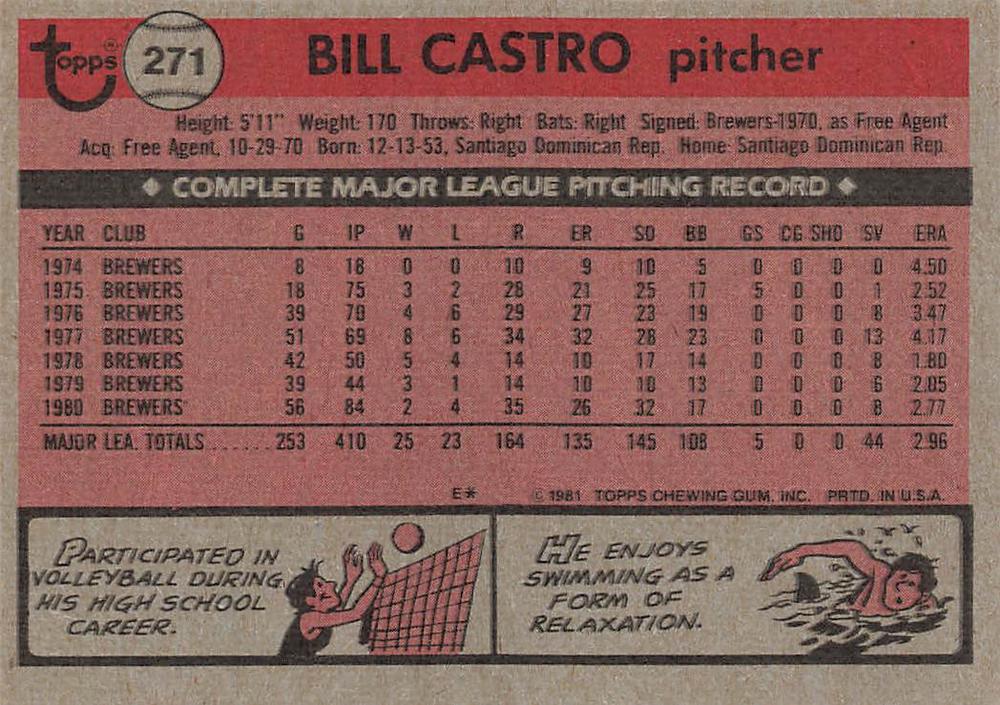 Topps® 271 BILL CASTRO pitcher
Height: 5'11" Weight: 170 Throws: Right Bats: Right Signed: Brewers-1970, as Free Agent
Acq: Free Agent, 10-29-70 Born: 12-13-53, Santiago Dominican Rep. Home: Santiago Dominican Rep.
◆ COMPLETE MAJOR LEAGUE PITCHING RECORD ◆
YEAR CLUB G IP W L R ER SO BB GS CG SHO SV ERA
1974 BREWERS 8 18 0 0 10 9 10 5 0 0 0 0 4.50
1975 BREWERS 18 75 3 2 28 21 25 17 5 0 0 1 2.52
1976 BREWERS 39 70 4 6 29 27 23 19 0 0 0 8 3.47
1977 BREWERS 51 69 8 6 34 32 28 23 0 0 0 13 4.17
1978 BREWERS 42 50 5 4 14 10 17 14 0 0 0 8 1.80
1979 BREWERS 39 44 3 1 14 10 10 13 0 0 0 6 2.05
1980 BREWERS 56 84 2 4 35 26 32 17 0 0 0 8 2.77
MAJOR LEA. TOTALS ...... 253 410 25 23 164 135 145 108 5 0 0 44 2.96
E* © 1981 TOPPS CHEWING GUM, INC. PRTD. IN U.S.A.
PARTICIPATED IN
VOLLEYBALL DURING
HIS HIGH SCHOOL
CAREER.
HE ENJOYS
SWIMMING AS A
FORM OF
RELAXATION.